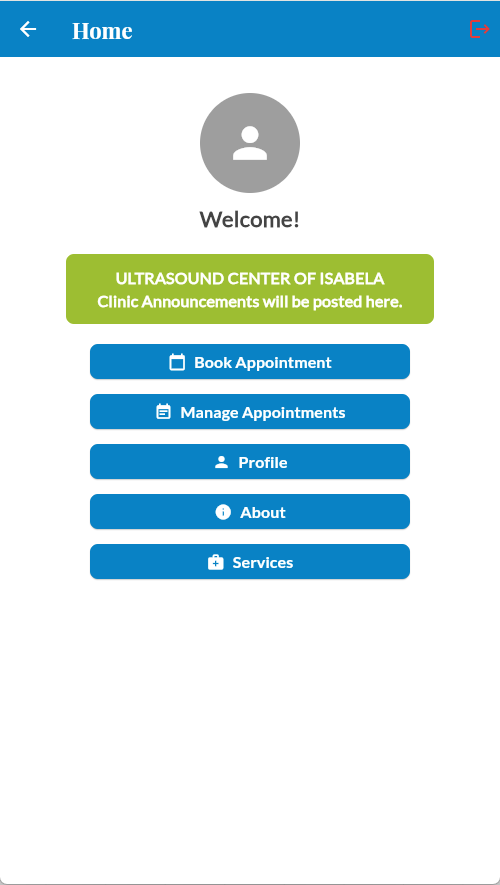 Home
Welcome!
ULTRASOUND CENTER OF ISABELA
Clinic Announcements will be posted here.
Book Appointment
Manage Appointments
Profile
About
Services